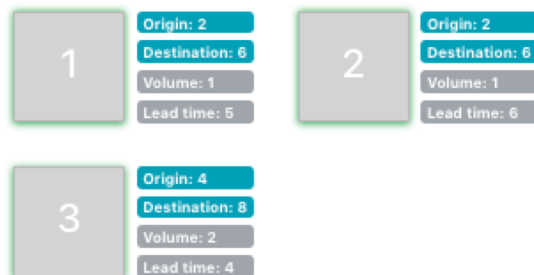 1
Origin: 2
Destination: 6
Volume: 1
Lead time: 5
2
Origin: 2
Destination: 6
Volume: 1
Lead time: 6
3
Origin: 4
Destination: 8
Volume: 2
Lead time: 4